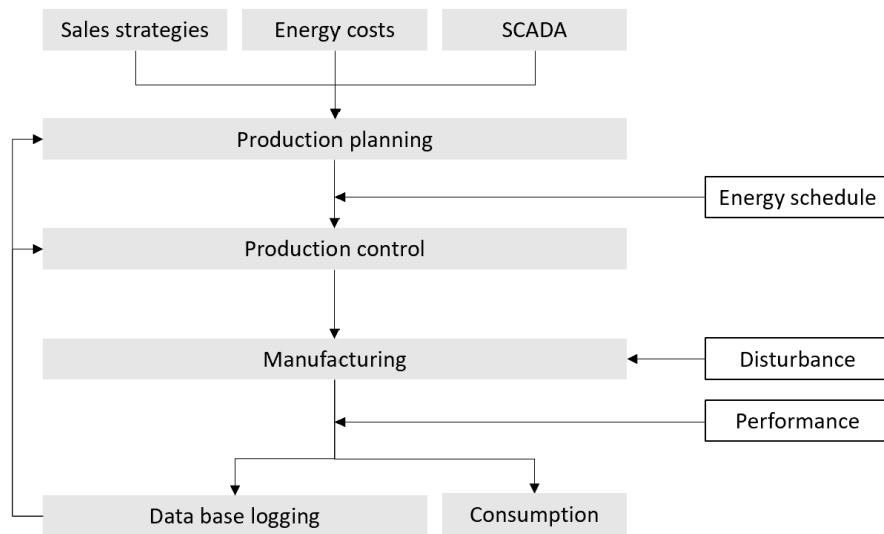 Sales strategies
Energy costs
SCADA
Production planning
Energy schedule
Production control
Manufacturing
Disturbance
Performance
Data base logging
Consumption